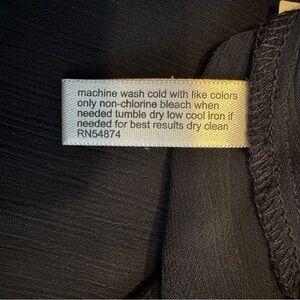 machine wash cold with like colors
only non-chlorine bleach when
needed tumble dry low cool iron if
needed for best results dry clean
RN54874